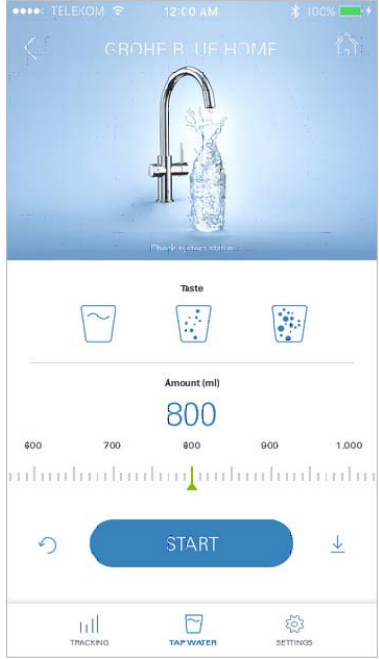 TELEKOM 12:00 AM 100%
GROHE BLUE HOME
Check system status
Taste
Amount (ml)
800
600 700 800 900 1.000
START
TRACKING TAP WATER SETTINGS